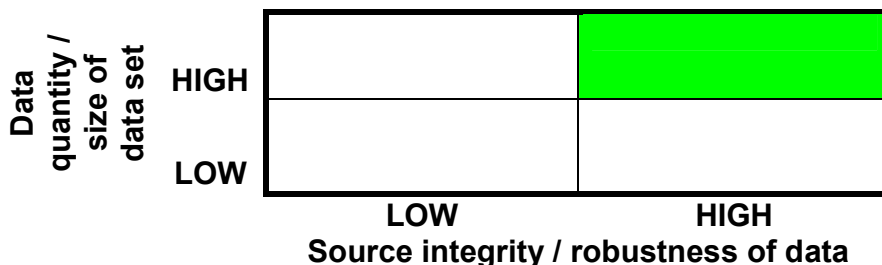 Data
quantity /
size of
data set
HIGH
LOW
LOW HIGH
Source integrity / robustness of data